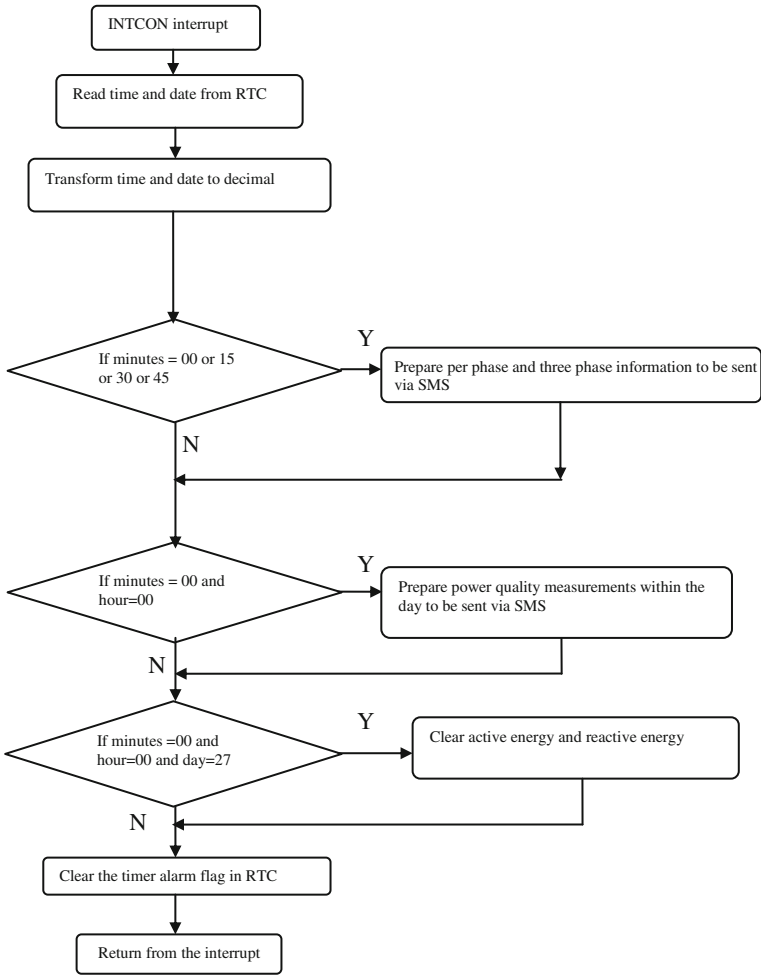 INTCON interrupt
Read time and date from RTC
Transform time and date to decimal
If minutes = 00 or 15
or 30 or 45
Y
Prepare per phase and three phase information to be sent
via SMS
N
If minutes = 00 and
hour=00
Y
Prepare power quality measurements within the
day to be sent via SMS
N
If minutes =00 and
hour=00 and day=27
Y
Clear active energy and reactive energy
N
Clear the timer alarm flag in RTC
Return from the interrupt